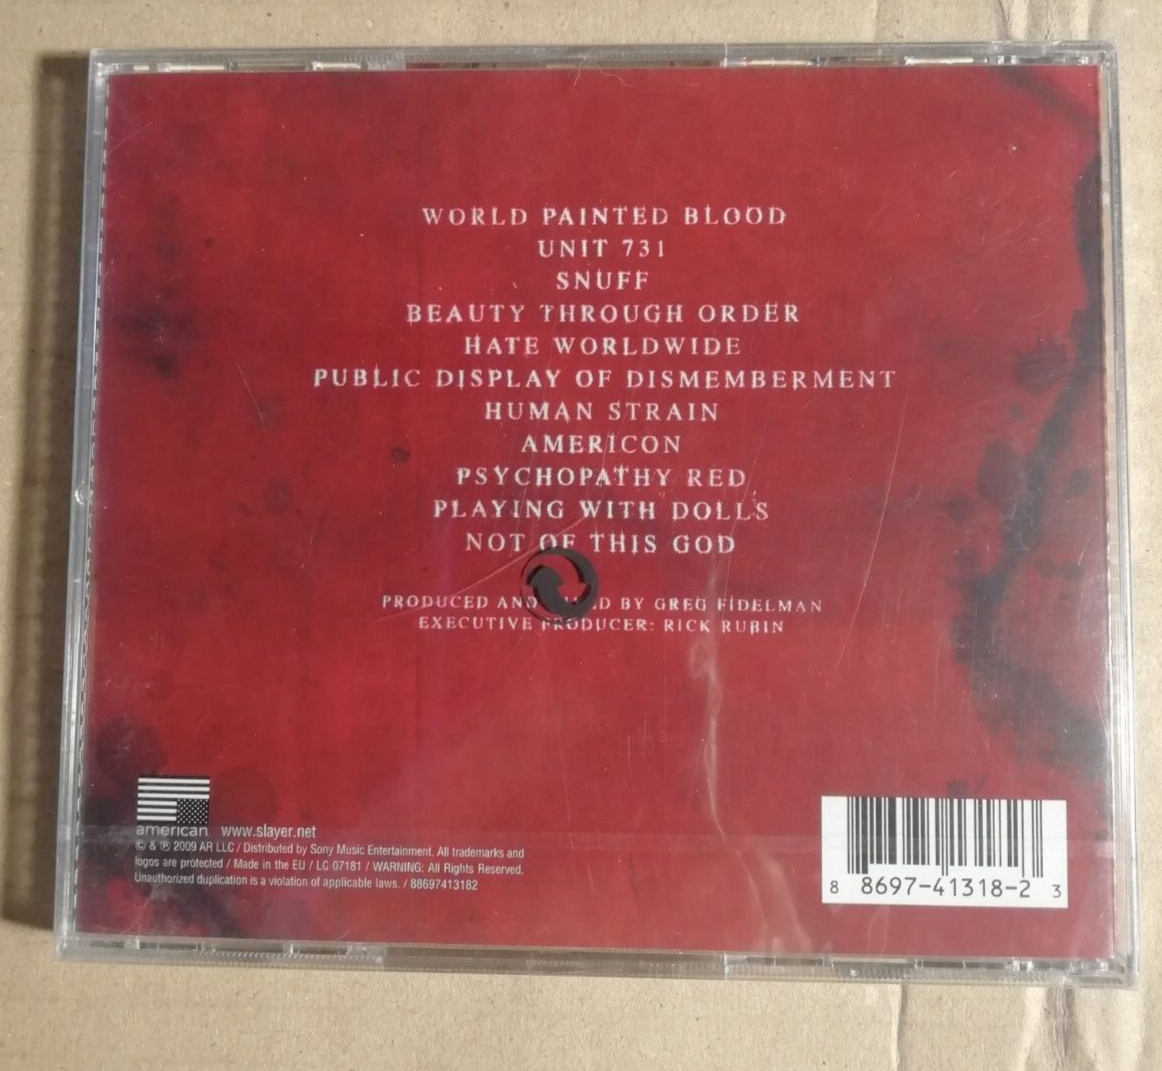 WORLD PAINTED BLOOD
UNIT 731
SNUFF
BEAUTY THROUGH ORDER
HATE WORLDWIDE
PUBLIC DISPLAY OF DISMEMBERMENT
HUMAN STRAIN
AMERICON
PSYCHOPATHY RED
PLAYING WITH DOLLS
NOT OF THIS GOD
PRODUCED AND BY GREG FIDELMAN
EXECUTIVE PRODUCER: RICK RUBIN
american www.slayer.net
© & ℗ 2009 AR LLC / Distributed by Sony Music Entertainment. All trademarks and
logos are protected / Made in the EU / LC 07181 / WARNING: All Rights Reserved.
Unauthorized duplication is a violation of applicable laws. / 88697413182
8 8697-41318-2 3